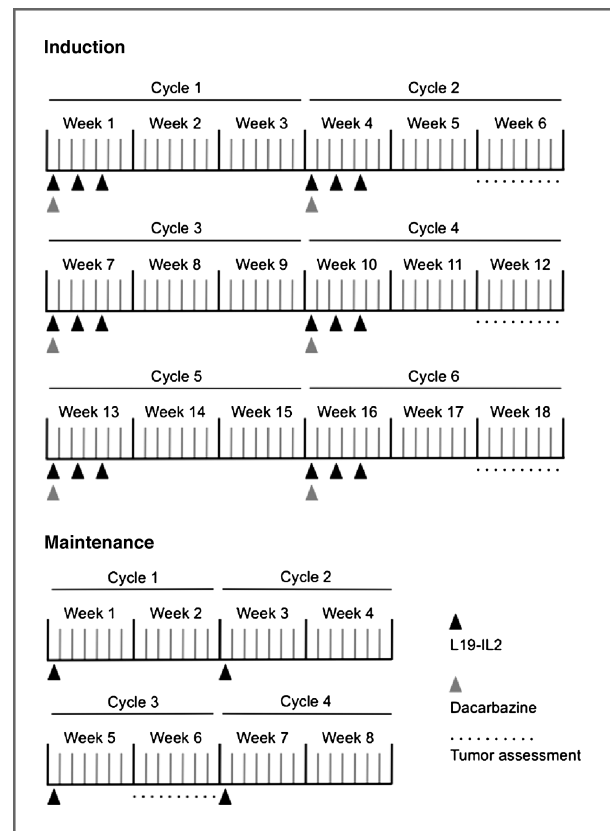 Induction
Cycle 1 Cycle 2
Week 1 Week 2 Week 3 Week 4 Week 5 Week 6
Cycle 3 Cycle 4
Week 7 Week 8 Week 9 Week 10 Week 11 Week 12
Cycle 5 Cycle 6
Week 13 Week 14 Week 15 Week 16 Week 17 Week 18
Maintenance
Cycle 1 Cycle 2
Week 1 Week 2 Week 3 Week 4
Cycle 3 Cycle 4
Week 5 Week 6 Week 7 Week 8
L19-IL2
Dacarbazine
Tumor assessment